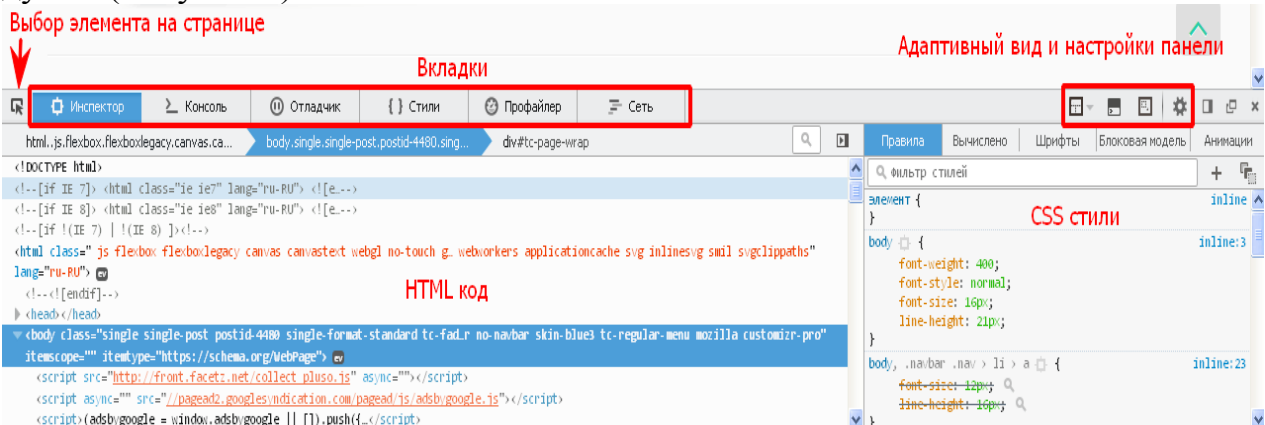 Выбор элемента на странице
Адаптивный вид и настройки панели
Вкладки
Инспектор Консоль Отладчик { } Стили Профайлер Сеть
html..js.flexbox.flexboxlegacy.canvas.ca... body.single.single-post.postid-4480.sing... div#tc-page-wrap
Правила Вычислено Шрифты Блоковая модель Анимации
<!DOCTYPE html>
<!--[if IE 7]> <html class="ie ie7" lang="ru-RU"> <![e…-->
<!--[if IE 8]> <html class="ie ie8" lang="ru-RU"> <![e…-->
<!--[if !(IE 7) | !(IE 8) ]><!-->
<html class=" js flexbox flexboxlegacy canvas canvastext webgl no-touch g… webworkers applicationcache svg inlinesvg smil svgclippaths"
lang="ru-RU"> ev
<!--<![endif]-->
<head></head>
HTML код
<body class="single single-post postid-4480 single-format-standard tc-fad…r no-navbar skin-blue3 tc-regular-menu mozilla customizr-pro"
itemscope="" itemtype="https://schema.org/WebPage"> ev
<script src="http://front.facetz.net/collect_pluso.js" async=""></script>
<script async="" src="//pagead2.googlesyndication.com/pagead/js/adsbygoogle.js"></script>
<script>(adsbygoogle = window.adsbygoogle || []).push({…</script>
Фильтр стилей
элемент { inline
}
CSS стили
body { inline:3
font-weight: 400;
font-style: normal;
font-size: 16px;
line-height: 21px;
}
body, .navbar .nav > li > a { inline:23
font-size: 12px;
line-height: 16px;
}